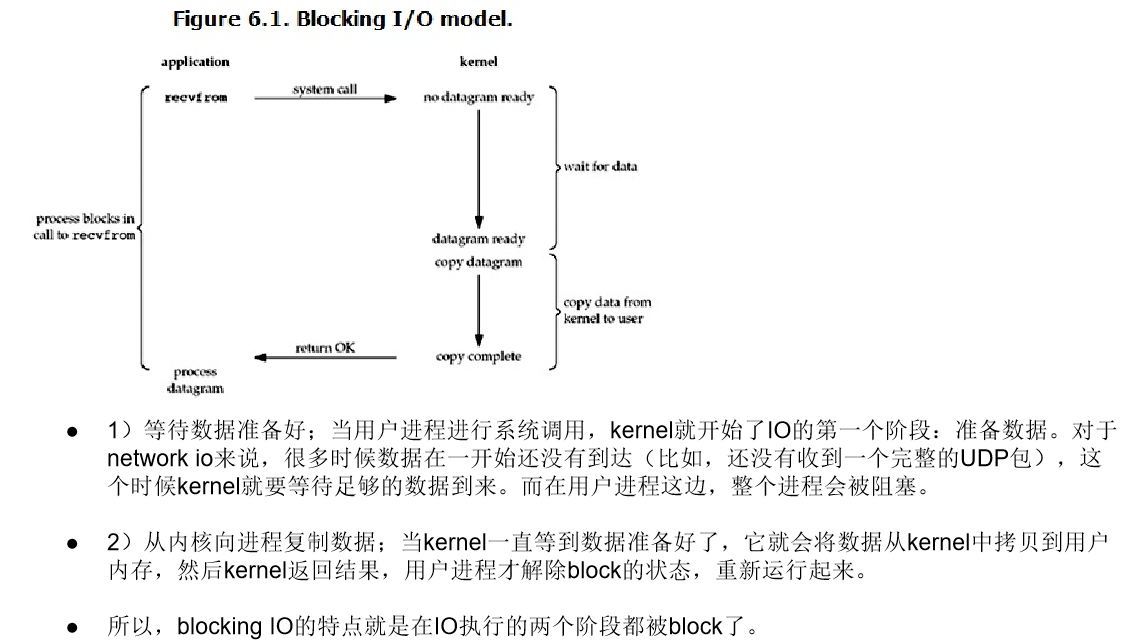 Figure 6.1. Blocking I/O model.
application
kernel
recvfrom
system call
no datagram ready
wait for data
process blocks in
call to recvfrom
datagram ready
copy datagram
copy data from
kernel to user
return OK
copy complete
process
datagram
● 1）等待数据准备好；当用户进程进行系统调用，kernel就开始了IO的第一个阶段：准备数据。对于
network io来说，很多时候数据在一开始还没有到达（比如，还没有收到一个完整的UDP包），这
个时候kernel就要等待足够的数据到来。而在用户进程这边，整个进程会被阻塞。
● 2）从内核向进程复制数据；当kernel一直等到数据准备好了，它就会将数据从kernel中拷贝到用户
内存，然后kernel返回结果，用户进程才解除block的状态，重新运行起来。
● 所以，blocking IO的特点就是在IO执行的两个阶段都被block了。